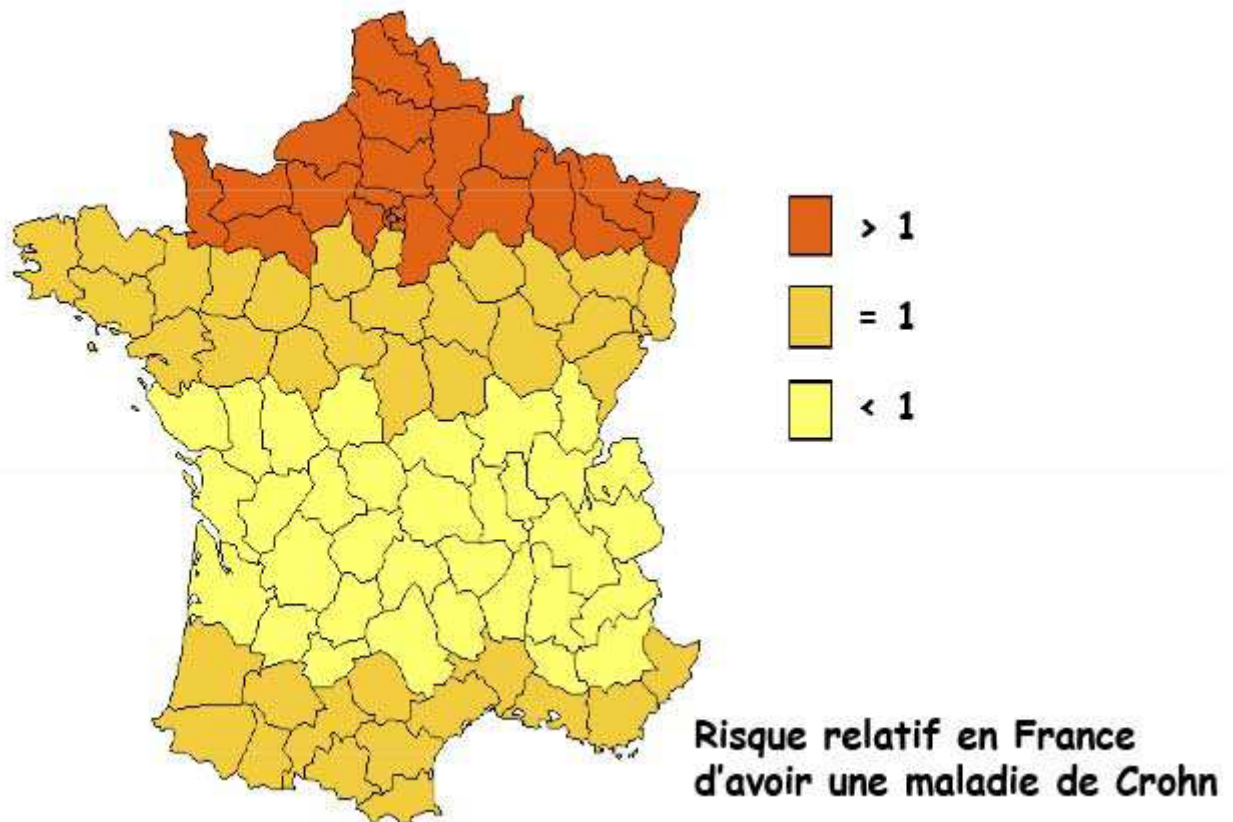 > 1
= 1
< 1
Risque relatif en France
d'avoir une maladie de Crohn